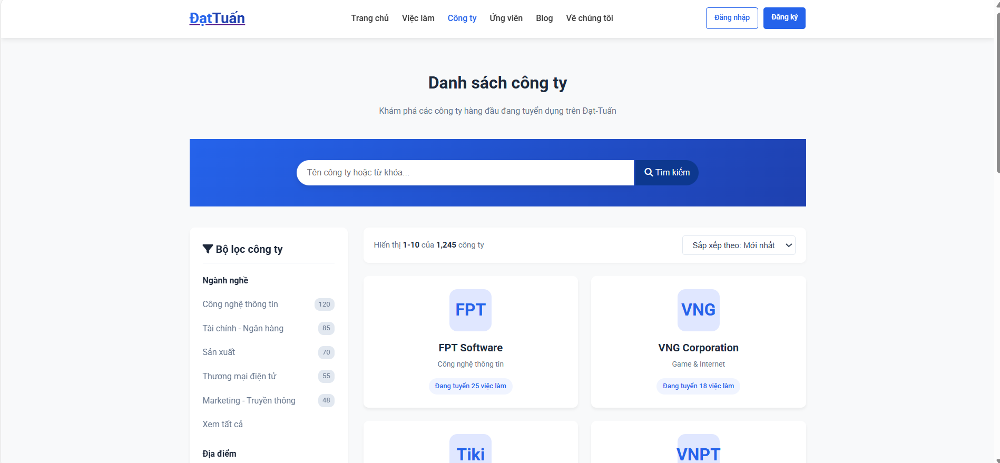 ĐạtTuấn
Trang chủ Việc làm Công ty Ứng viên Blog Về chúng tôi
Đăng nhập Đăng ký
Danh sách công ty
Khám phá các công ty hàng đầu đang tuyển dụng trên Đạt-Tuấn
Tên công ty hoặc từ khóa...
Tìm kiếm
Bộ lọc công ty
Ngành nghề
Công nghệ thông tin 120
Tài chính - Ngân hàng 85
Sản xuất 70
Thương mại điện tử 55
Marketing - Truyền thông 48
Xem tất cả
Địa điểm
Hiển thị 1-10 của 1,245 công ty
Sắp xếp theo: Mới nhất
FPT
FPT Software
Công nghệ thông tin
Đang tuyển 25 việc làm
VNG
VNG Corporation
Game & Internet
Đang tuyển 18 việc làm
Tiki
VNPT